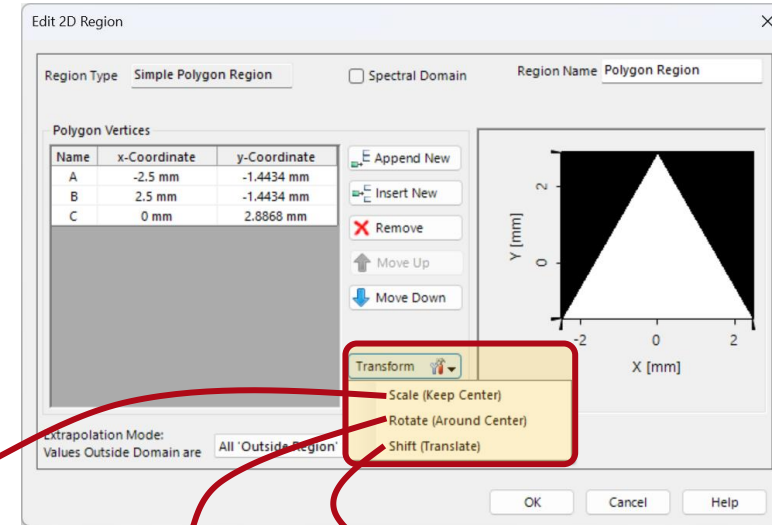 Edit 2D Region
Region Type Simple Polygon Region Spectral Domain Region Name Polygon Region
Polygon Vertices
Name x-Coordinate y-Coordinate
A -2.5 mm -1.4434 mm
B 2.5 mm -1.4434 mm
C 0 mm 2.8868 mm
Append New
Insert New
Remove
Move Up
Move Down
Transform
Scale (Keep Center)
Rotate (Around Center)
Shift (Translate)
Y [mm]
2
0
-2 0 2
X [mm]
Extrapolation Mode:
Values Outside Domain are All 'Outside Region'
OK Cancel Help